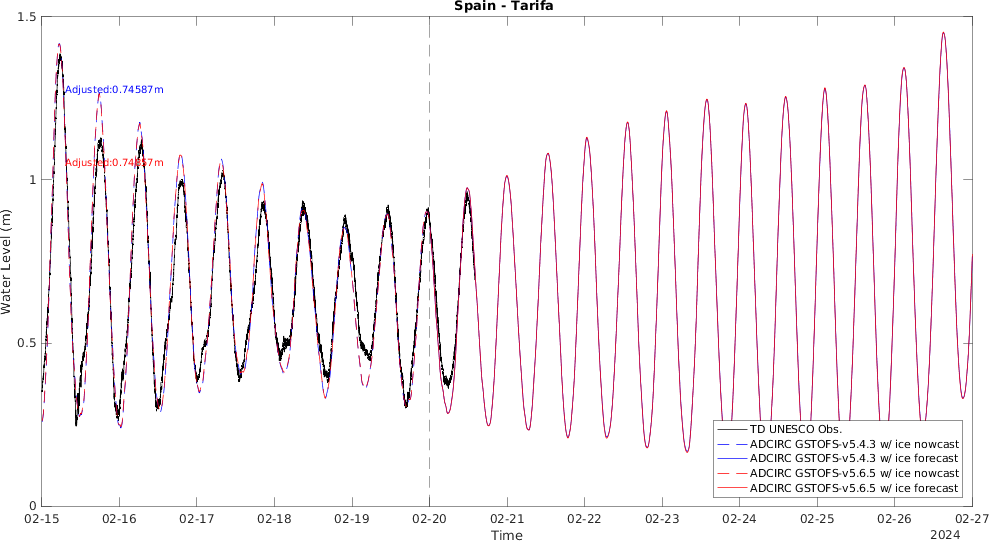 Spain - Tarifa
1.5
1
0.5
0
Water Level (m)
Adjusted:0.74587m
Adjusted:0.74857m
TD UNESCO Obs.
ADCIRC GSTOFS-v5.4.3 w/ ice nowcast
ADCIRC GSTOFS-v5.4.3 w/ ice forecast
ADCIRC GSTOFS-v5.6.5 w/ ice nowcast
ADCIRC GSTOFS-v5.6.5 w/ ice forecast
02-15 02-16 02-17 02-18 02-19 02-20 02-21 02-22 02-23 02-24 02-25 02-26 02-27
Time
2024